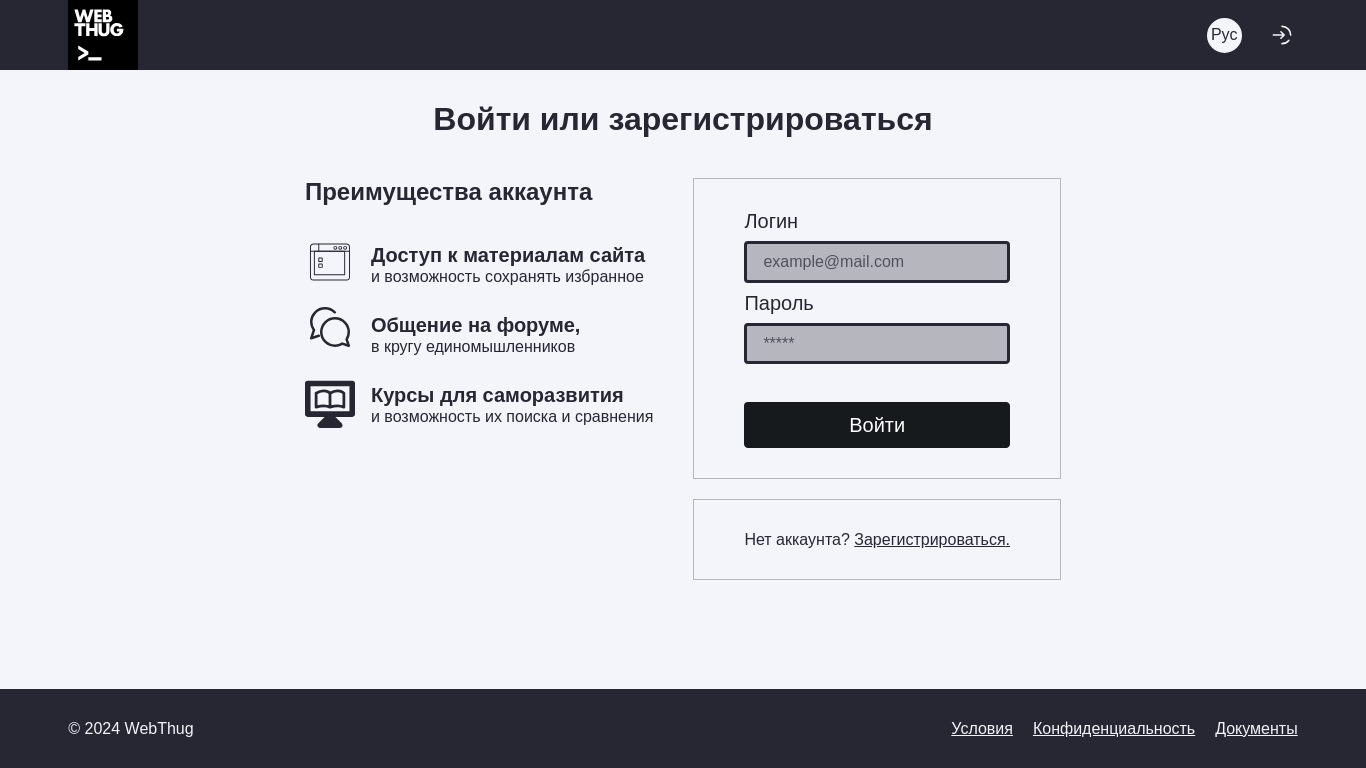 WEB
THUG
>_
Рус
Войти или зарегистрироваться
Преимущества аккаунта
Доступ к материалам сайта
и возможность сохранять избранное
Общение на форуме,
в кругу единомышленников
Курсы для саморазвития
и возможность их поиска и сравнения
Логин
example@mail.com
Пароль
*****
Войти
Нет аккаунта? Зарегистрироваться.
© 2024 WebThug
Условия Конфиденциальность Документы